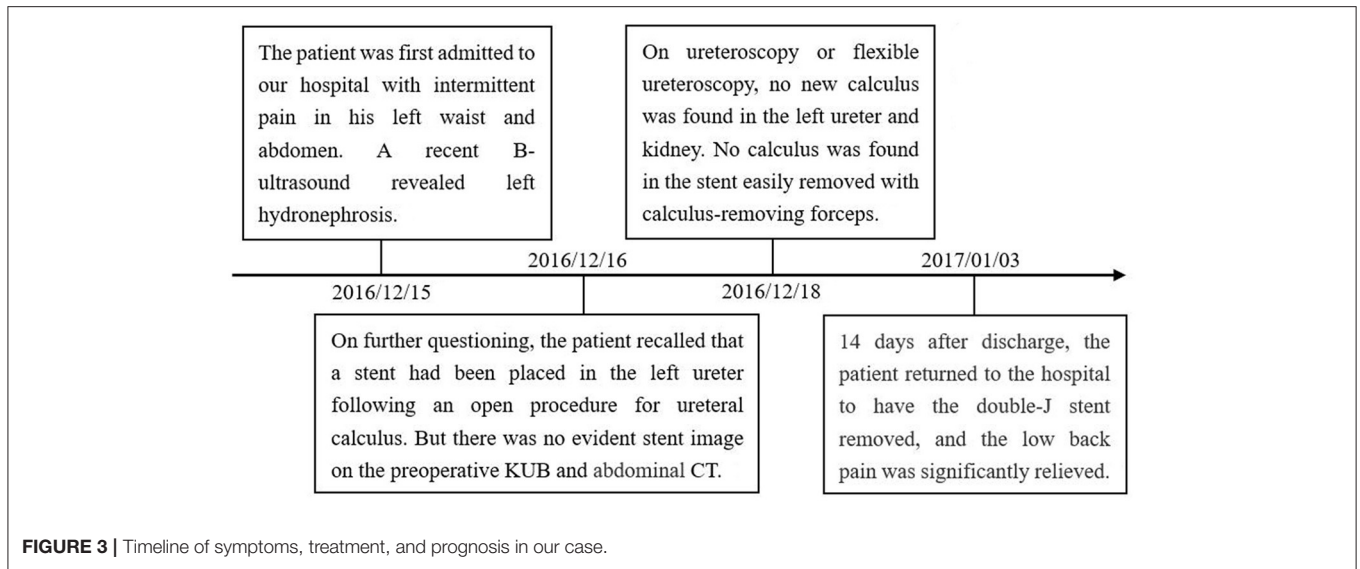 The patient was first admitted to
our hospital with intermittent
pain in his left waist and
abdomen. A recent B-
ultrasound revealed left
hydronephrosis.
On ureteroscopy or flexible
ureteroscopy, no new calculus
was found in the left ureter and
kidney. No calculus was found
in the stent easily removed with
calculus-removing forceps.
2016/12/16
2017/01/03
2016/12/15
2016/12/18
On further questioning, the patient recalled that
a stent had been placed in the left ureter
following an open procedure for ureteral
calculus. But there was no evident stent image
on the preoperative KUB and abdominal CT.
14 days after discharge, the
patient returned to the hospital
to have the double-J stent
removed, and the low back
pain was significantly relieved.
FIGURE 3 | Timeline of symptoms, treatment, and prognosis in our case.